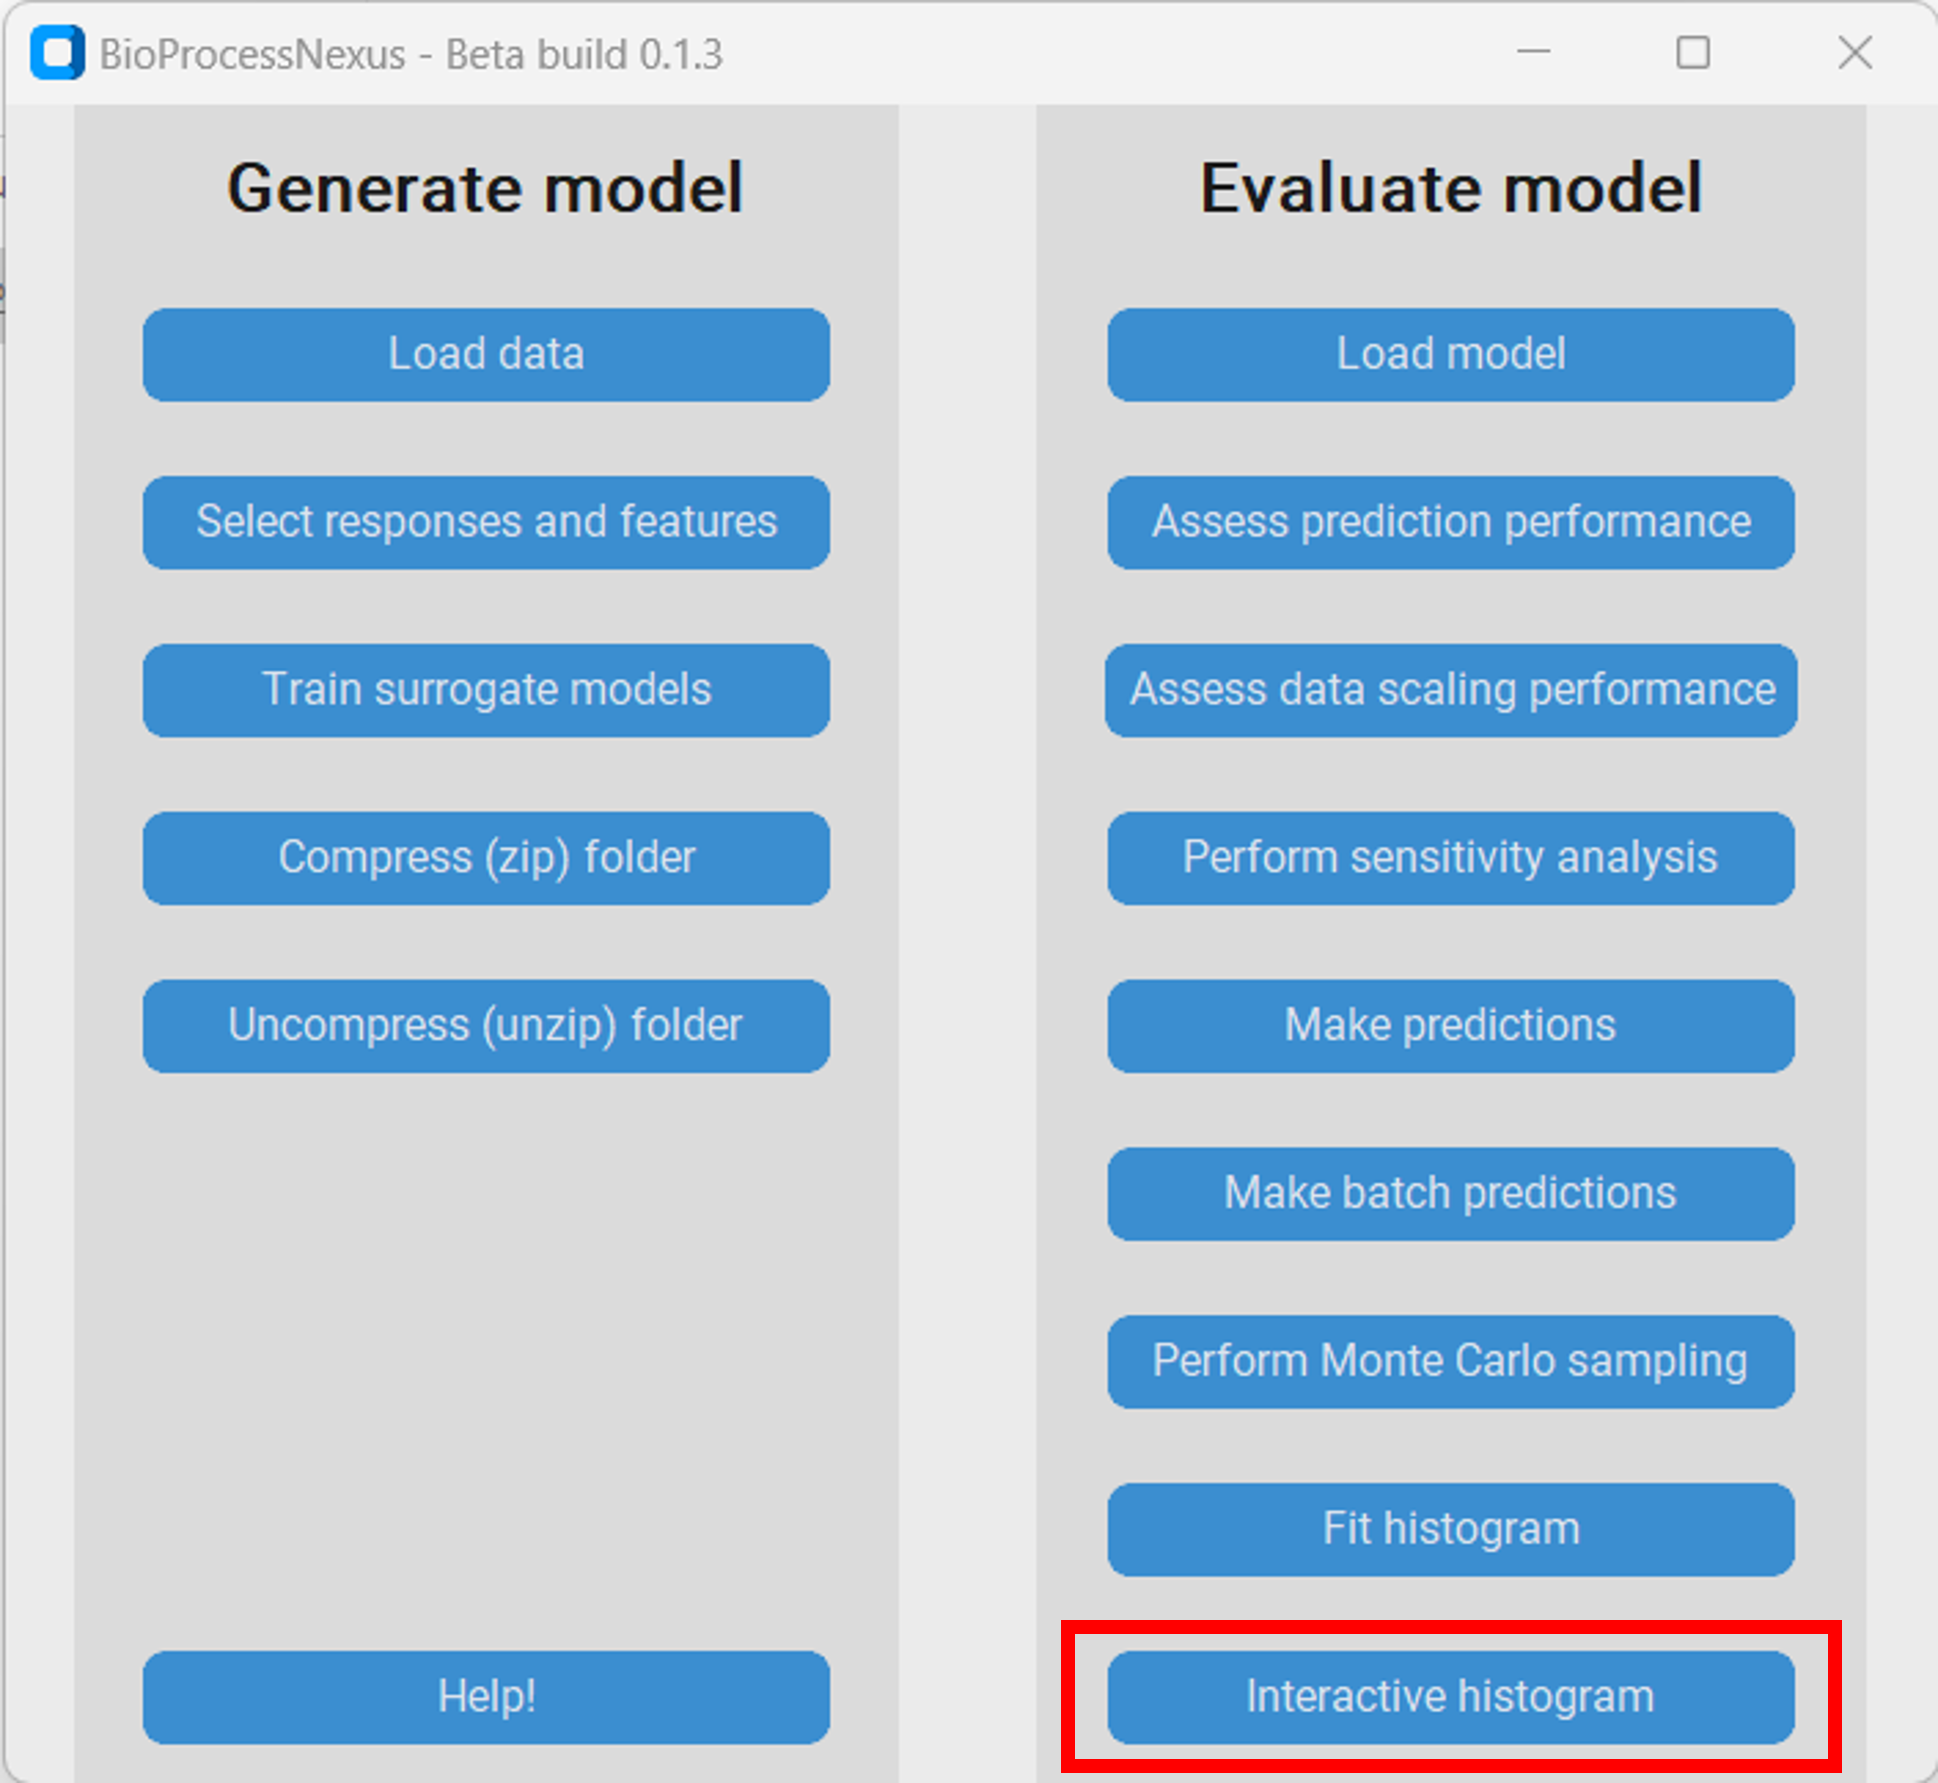 BioProcessNexus - Beta build 0.1.3
Generate model
Load data
Select responses and features
Train surrogate models
Compress (zip) folder
Uncompress (unzip) folder
Help!
Evaluate model
Load model
Assess prediction performance
Assess data scaling performance
Perform sensitivity analysis
Make predictions
Make batch predictions
Perform Monte Carlo sampling
Fit histogram
Interactive histogram